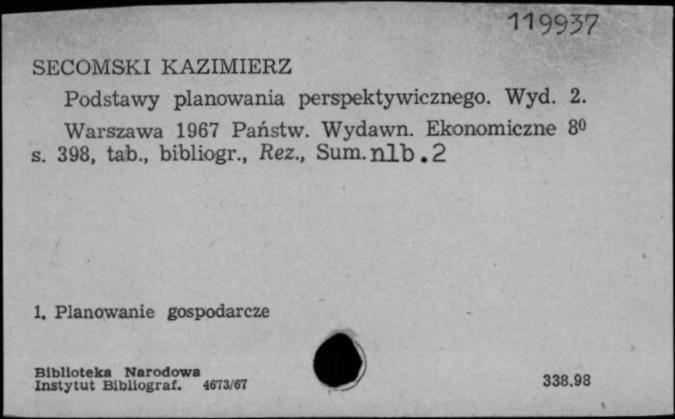 119937
SECOMSKI KAZIMIERZ
Podstawy planowania perspektywicznego. Wyd. 2.
Warszawa 1967 Państw. Wydawn. Ekonomiczne 8⁰
s. 398, tab., bibliogr., Rez., Sum. nlb.2
1. Planowanie gospodarcze
Biblioteka Narodowa
Instytut Bibliograf. 4673/67
338.98